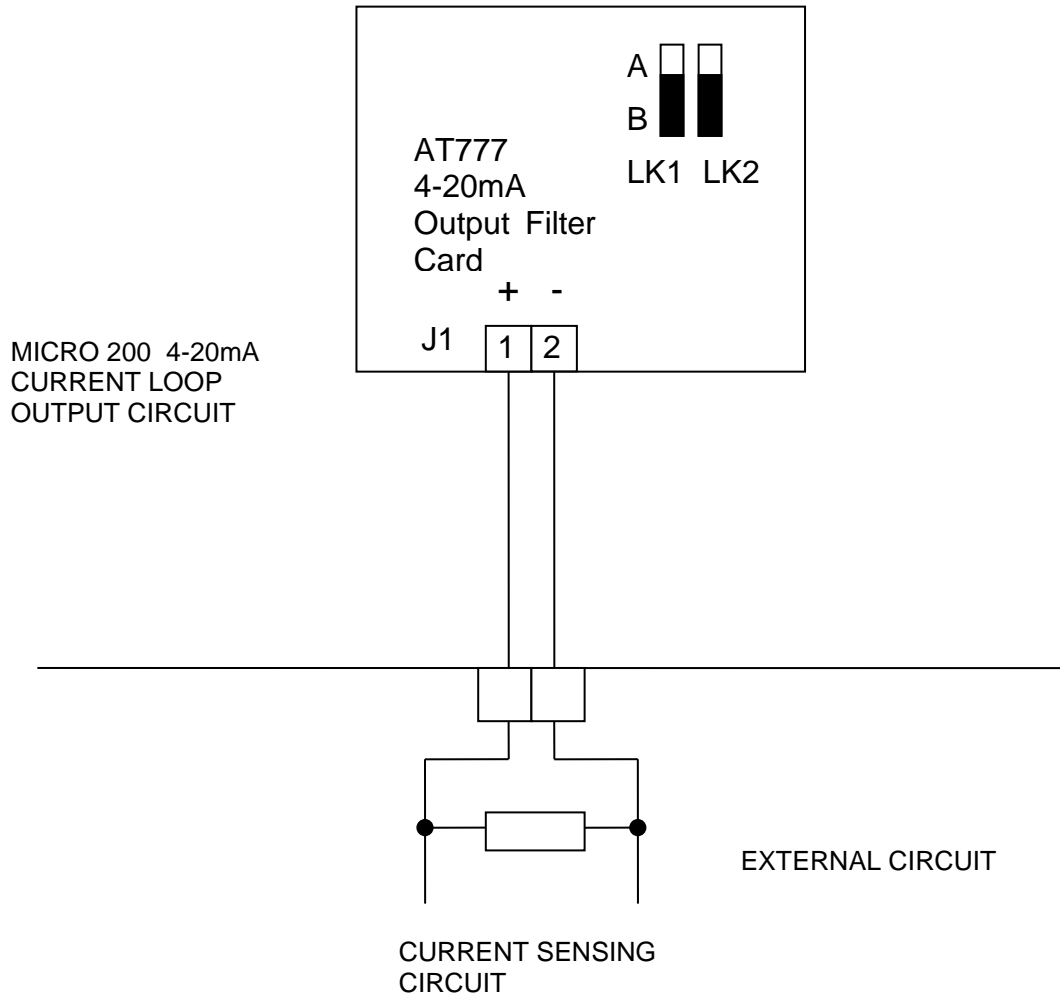 A
B
LK1 LK2
AT777
4-20mA
Output Filter
Card
+ -
J1 1 2
MICRO 200 4-20mA
CURRENT LOOP
OUTPUT CIRCUIT
EXTERNAL CIRCUIT
CURRENT SENSING
CIRCUIT